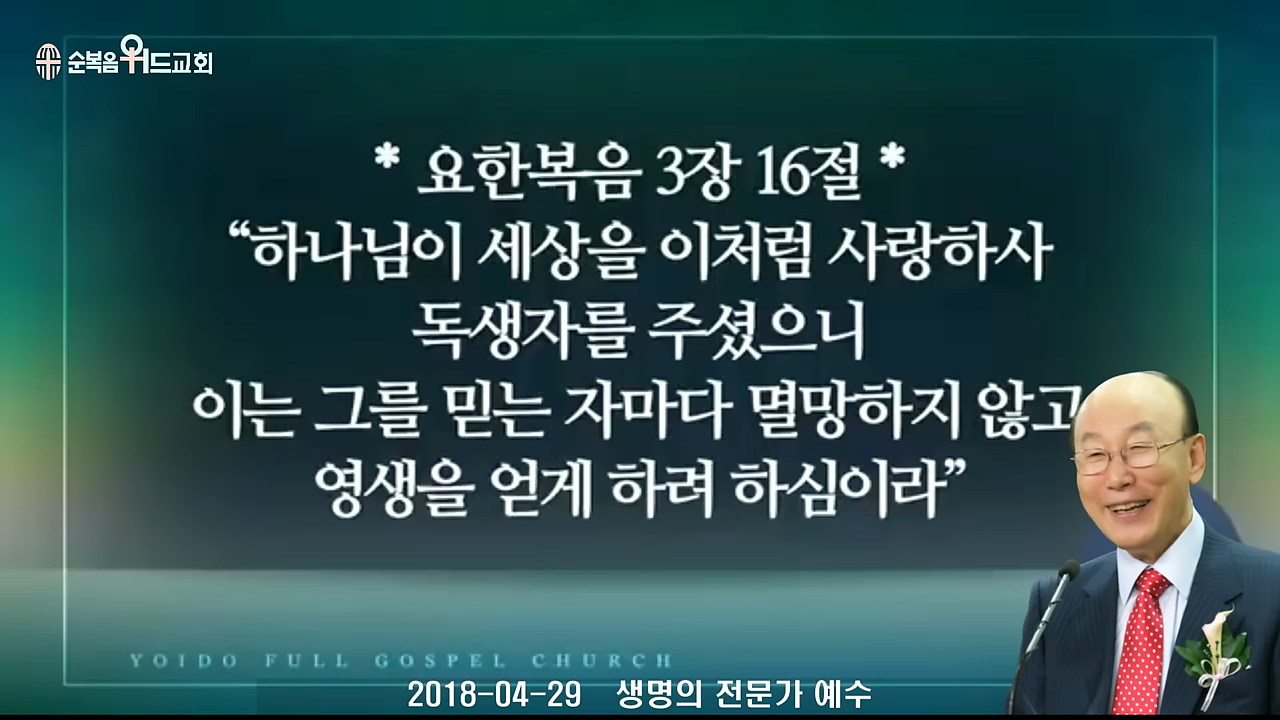 순복음워드교회
* 요한복음 3장 16절 *
“하나님이 세상을 이처럼 사랑하사
독생자를 주셨으니
이는 그를 믿는 자마다 멸망하지 않고
영생을 얻게 하려 하심이라”
YOIDO FULL GOSPEL CHURCH
2018-04-29 생명의 전문가 예수